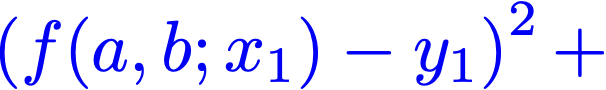 (f(a, b; x₁) − y₁)² +